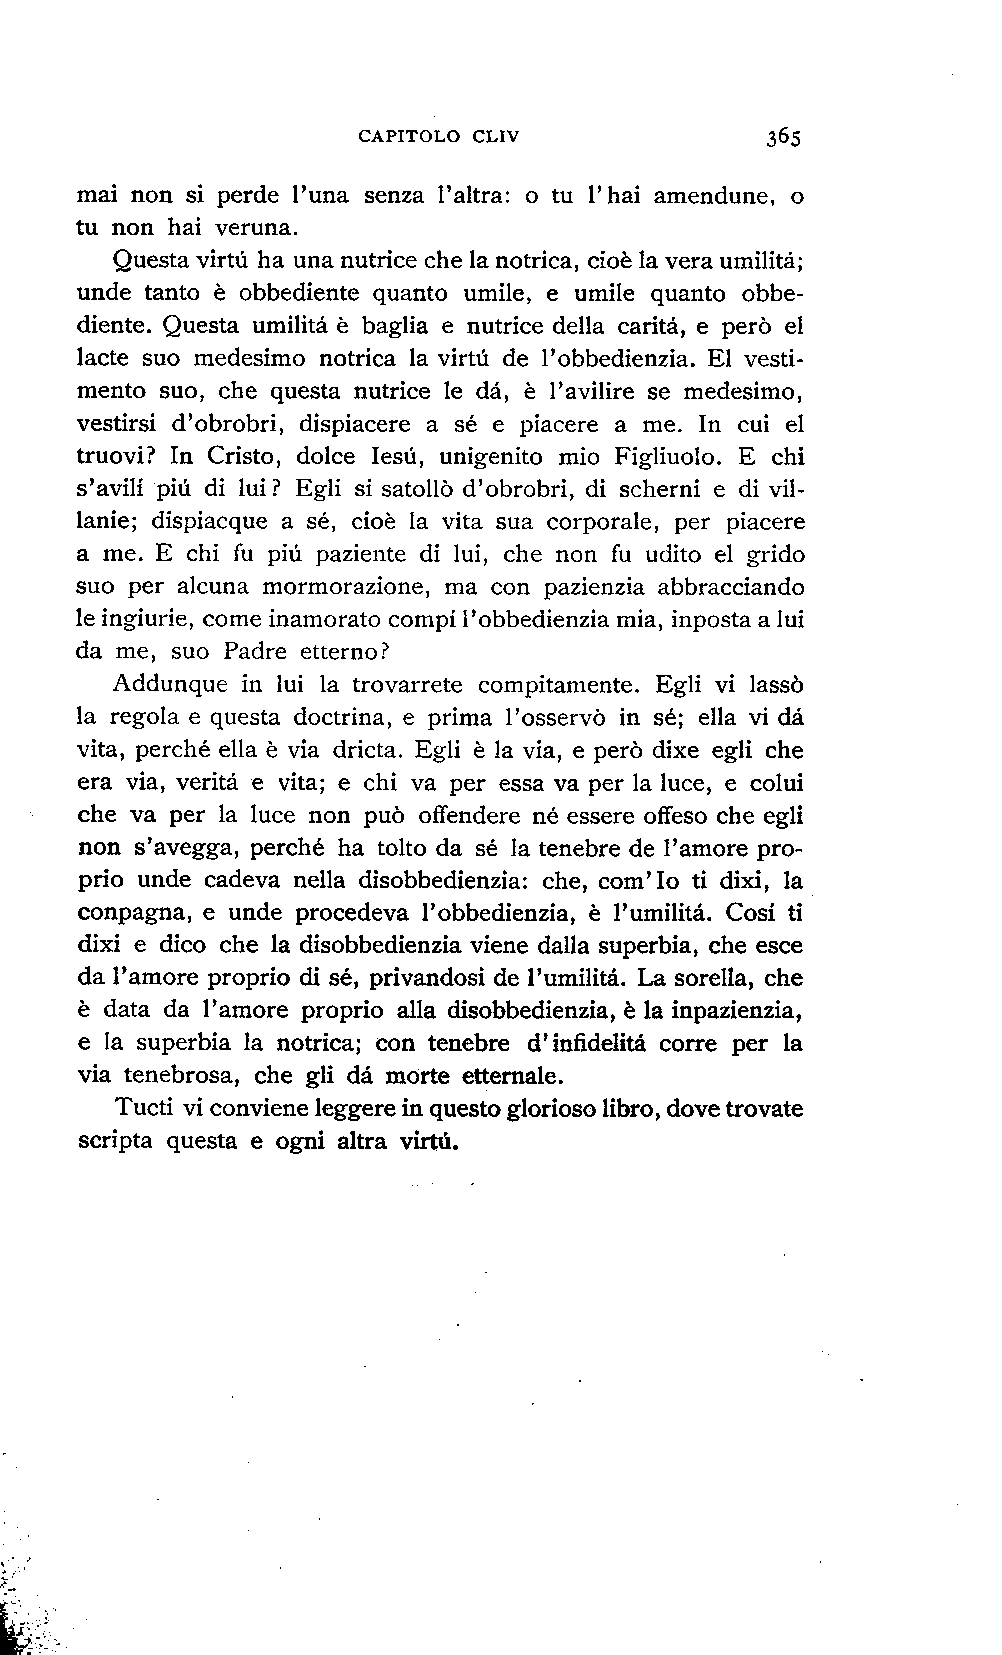 CAPITOLO CLIV 365
mai non si perde l'una senza l'altra: o tu l'hai amendune, o
tu non hai veruna.
Questa virtú ha una nutrice che la notrica, cioè la vera umilitá;
unde tanto è obbediente quanto umile, e umile quanto obbe-
diente. Questa umilitá è baglia e nutrice della caritá, e però el
lacte suo medesimo notrica la virtú de l'obbedienzia. El vesti-
mento suo, che questa nutrice le dá, è l'avilire se medesimo,
vestirsi d'obrobri, dispiacere a sé e piacere a me. In cui el
truovi? In Cristo, dolce Iesú, unigenito mio Figliuolo. E chi
s'avilí piú di lui? Egli si satollò d'obrobri, di scherni e di vil-
lanie; dispiacque a sé, cioè la vita sua corporale, per piacere
a me. E chi fu piú paziente di lui, che non fu udito el grido
suo per alcuna mormorazione, ma con pazienzia abbracciando
le ingiurie, come inamorato compí l'obbedienzia mia, inposta a lui
da me, suo Padre etterno?
Addunque in lui la trovarrete compitamente. Egli vi lassò
la regola e questa doctrina, e prima l'osservò in sé; ella vi dá
vita, perché ella è via dricta. Egli è la via, e però dixe egli che
era via, veritá e vita; e chi va per essa va per la luce, e colui
che va per la luce non può offendere né essere offeso che egli
non s'avegga, perché ha tolto da sé la tenebre de l'amore pro-
prio unde cadeva nella disobbedienzia: che, com'Io ti dixi, la
conpagna, e unde procedeva l'obbedienzia, è l'umilitá. Cosí ti
dixi e dico che la disobbedienzia viene dalla superbia, che esce
da l'amore proprio di sé, privandosi de l'umilitá. La sorella, che
è data da l'amore proprio alla disobbedienzia, è la inpazienzia,
e la superbia la notrica; con tenebre d'infidelitá corre per la
via tenebrosa, che gli dá morte etternale.
Tucti vi conviene leggere in questo glorioso libro, dove trovate
scripta questa e ogni altra virtú.